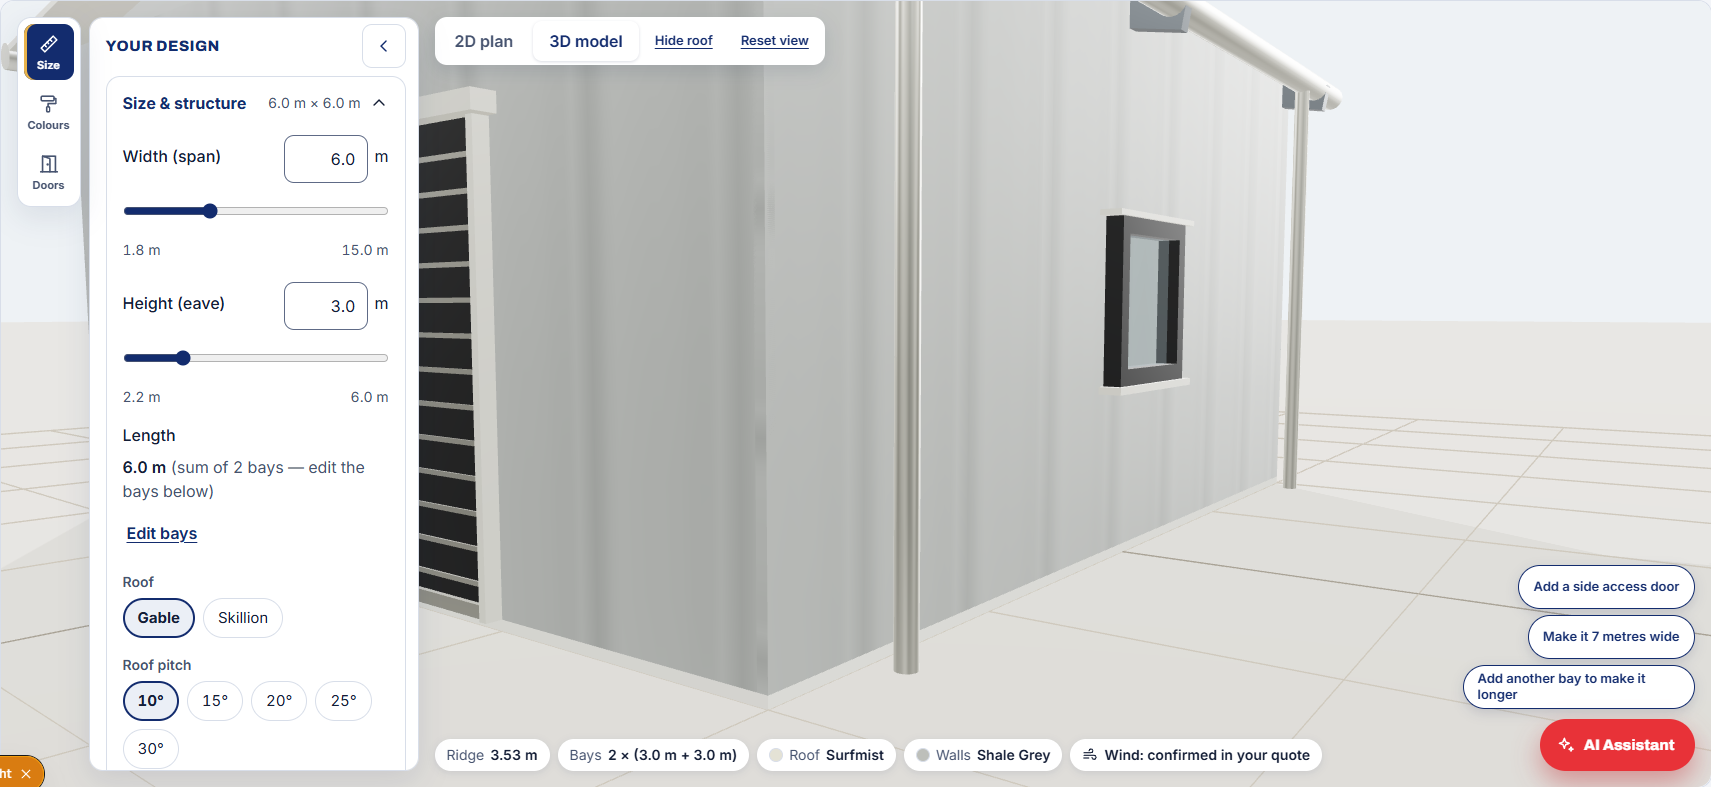 Size
Colours
Doors
YOUR DESIGN
Size & structure 6.0 m × 6.0 m
Width (span) 6.0 m
1.8 m 15.0 m
Height (eave) 3.0 m
2.2 m 6.0 m
Length
6.0 m (sum of 2 bays — edit the
bays below)
Edit bays
Roof
Gable Skillion
Roof pitch
10° 15° 20° 25°
30°
2D plan 3D model Hide roof Reset view
Add a side access door
Make it 7 metres wide
Add another bay to make it
longer
AI Assistant
Ridge 3.53 m Bays 2 × (3.0 m + 3.0 m) Roof Surfmist Walls Shale Grey Wind: confirmed in your quote
ht ×